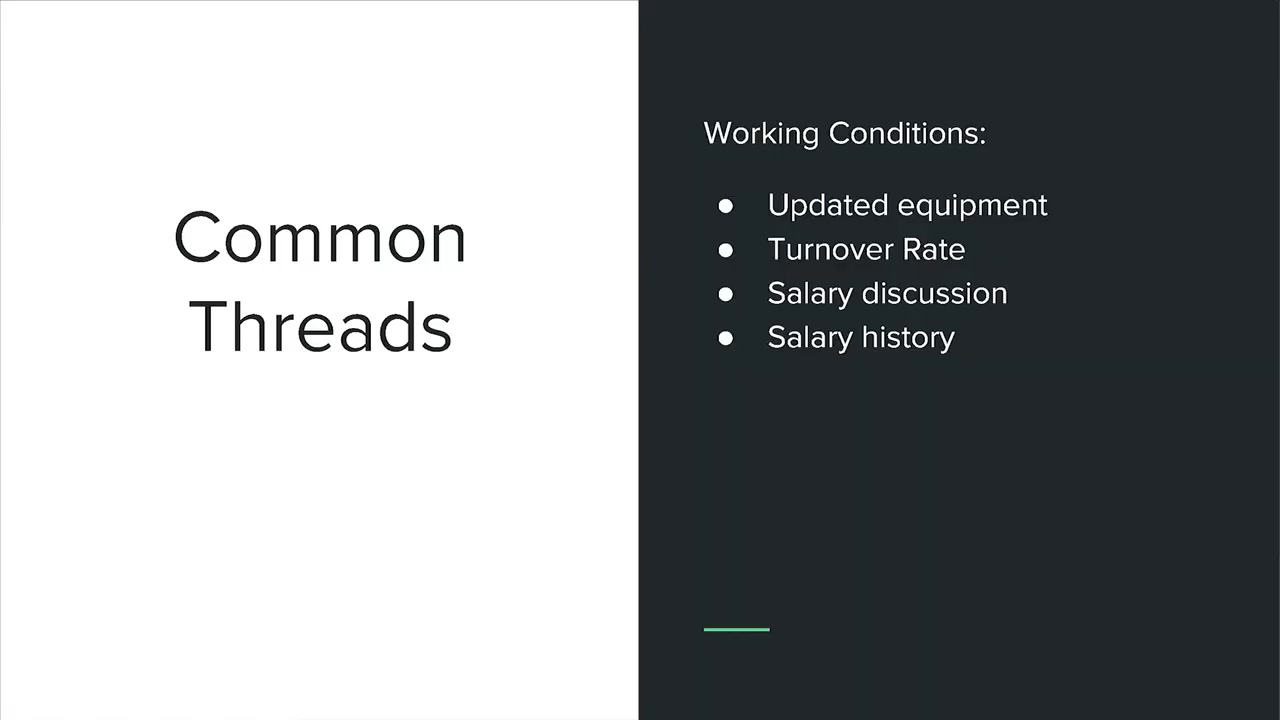 Common
Threads
Working Conditions:
● Updated equipment
● Turnover Rate
● Salary discussion
● Salary history